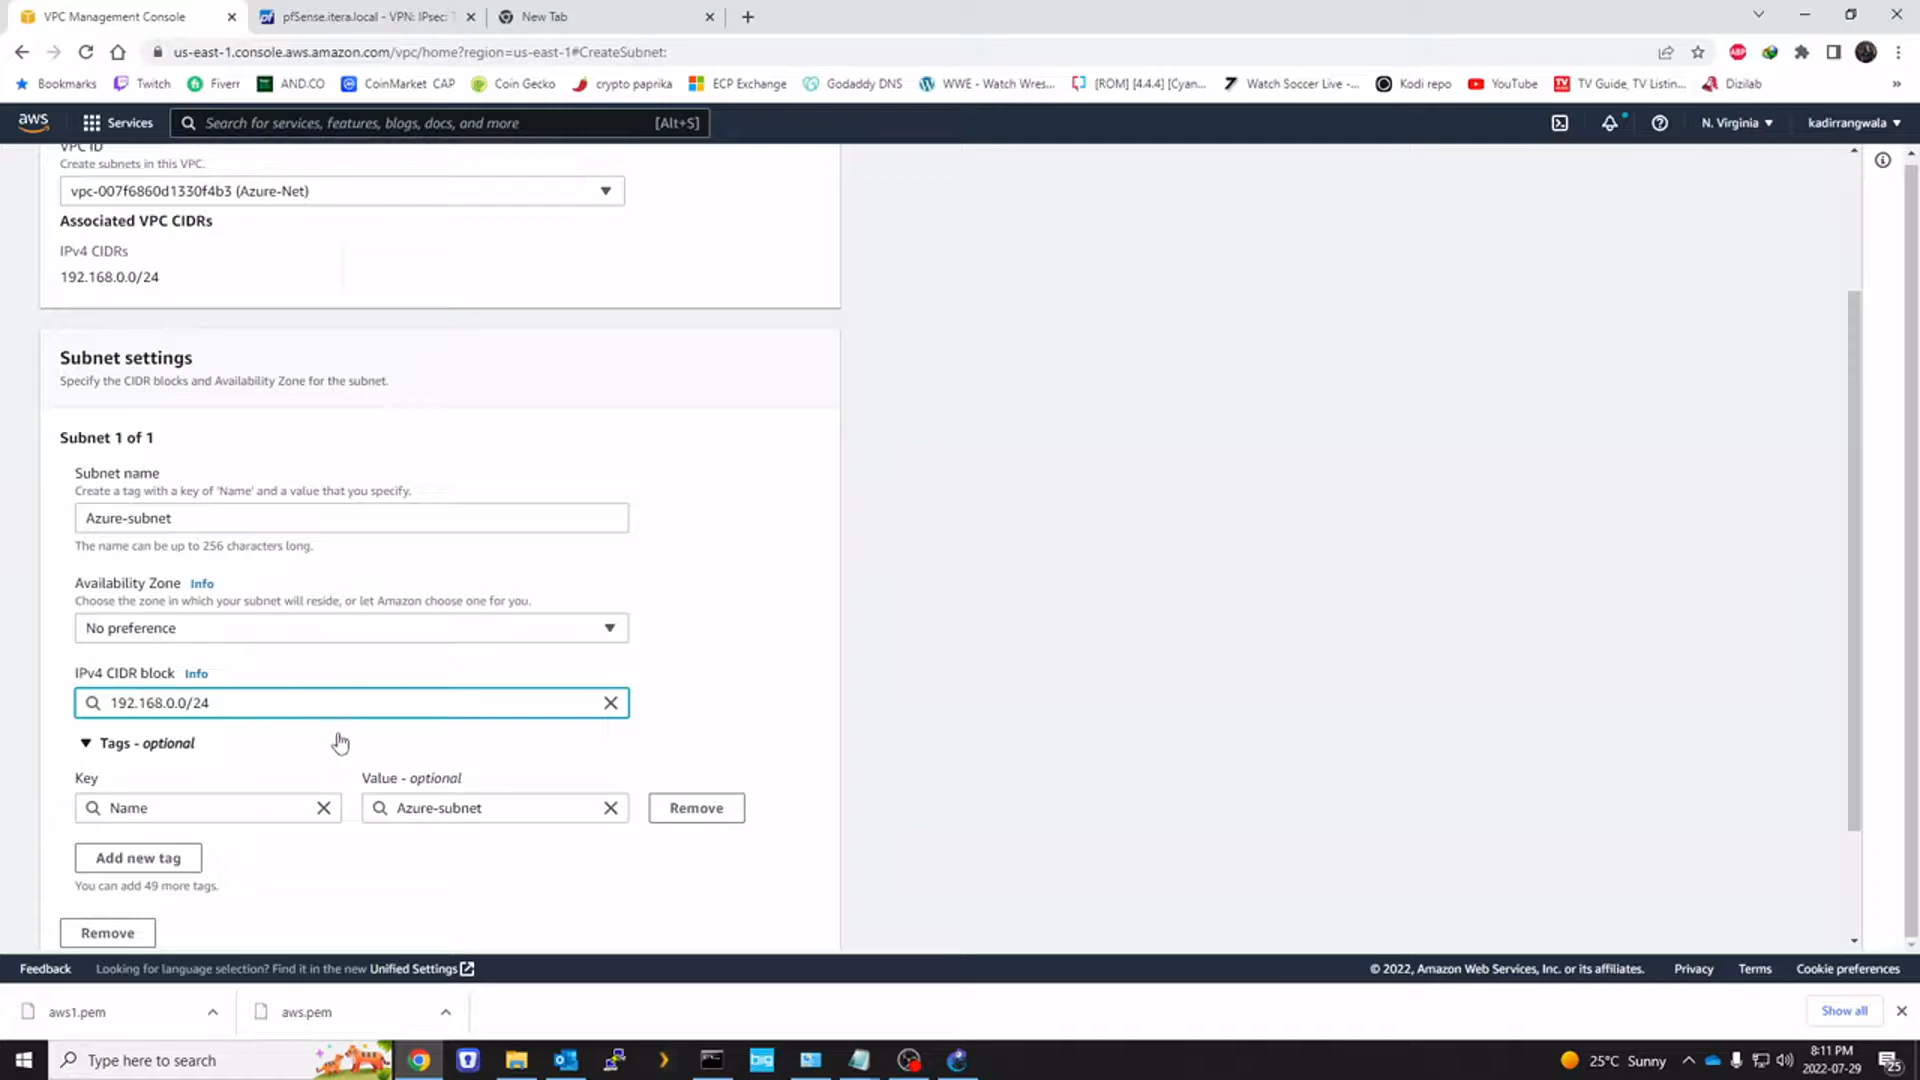 VPC Management Console
pfSense.itera.local - VPN: IPsec: T
New Tab
us-east-1.console.aws.amazon.com/vpc/home?region=us-east-1#CreateSubnet:
Bookmarks
Twitch
Fiverr
AND.CO
CoinMarket CAP
Coin Gecko
crypto paprika
ECP Exchange
Godaddy DNS
WWE - Watch Wres...
[ROM] [4.4.4] [Cyan...
Watch Soccer Live -...
Kodi repo
YouTube
TV Guide, TV Listin...
Dizilab
»
aws
Services
Search for services, features, blogs, docs, and more
[Alt+S]
N. Virginia
kadirrangwala
VPC ID
Create subnets in this VPC.
vpc-007f6860d1330f4b3 (Azure-Net)
Associated VPC CIDRs
IPv4 CIDRs
192.168.0.0/24
Subnet settings
Specify the CIDR blocks and Availability Zone for the subnet.
Subnet 1 of 1
Subnet name
Create a tag with a key of 'Name' and a value that you specify.
Azure-subnet
The name can be up to 256 characters long.
Availability Zone Info
Choose the zone in which your subnet will reside, or let Amazon choose one for you.
No preference
IPv4 CIDR block Info
192.168.0.0/24
Tags - optional
Key
Value - optional
Name
Azure-subnet
Remove
Add new tag
You can add 49 more tags.
Remove
Feedback
Looking for language selection? Find it in the new Unified Settings
© 2022, Amazon Web Services, Inc. or its affiliates.
Privacy
Terms
Cookie preferences
aws1.pem
aws.pem
Show all
Type here to search
25°C Sunny
8:11 PM
2022-07-29
25